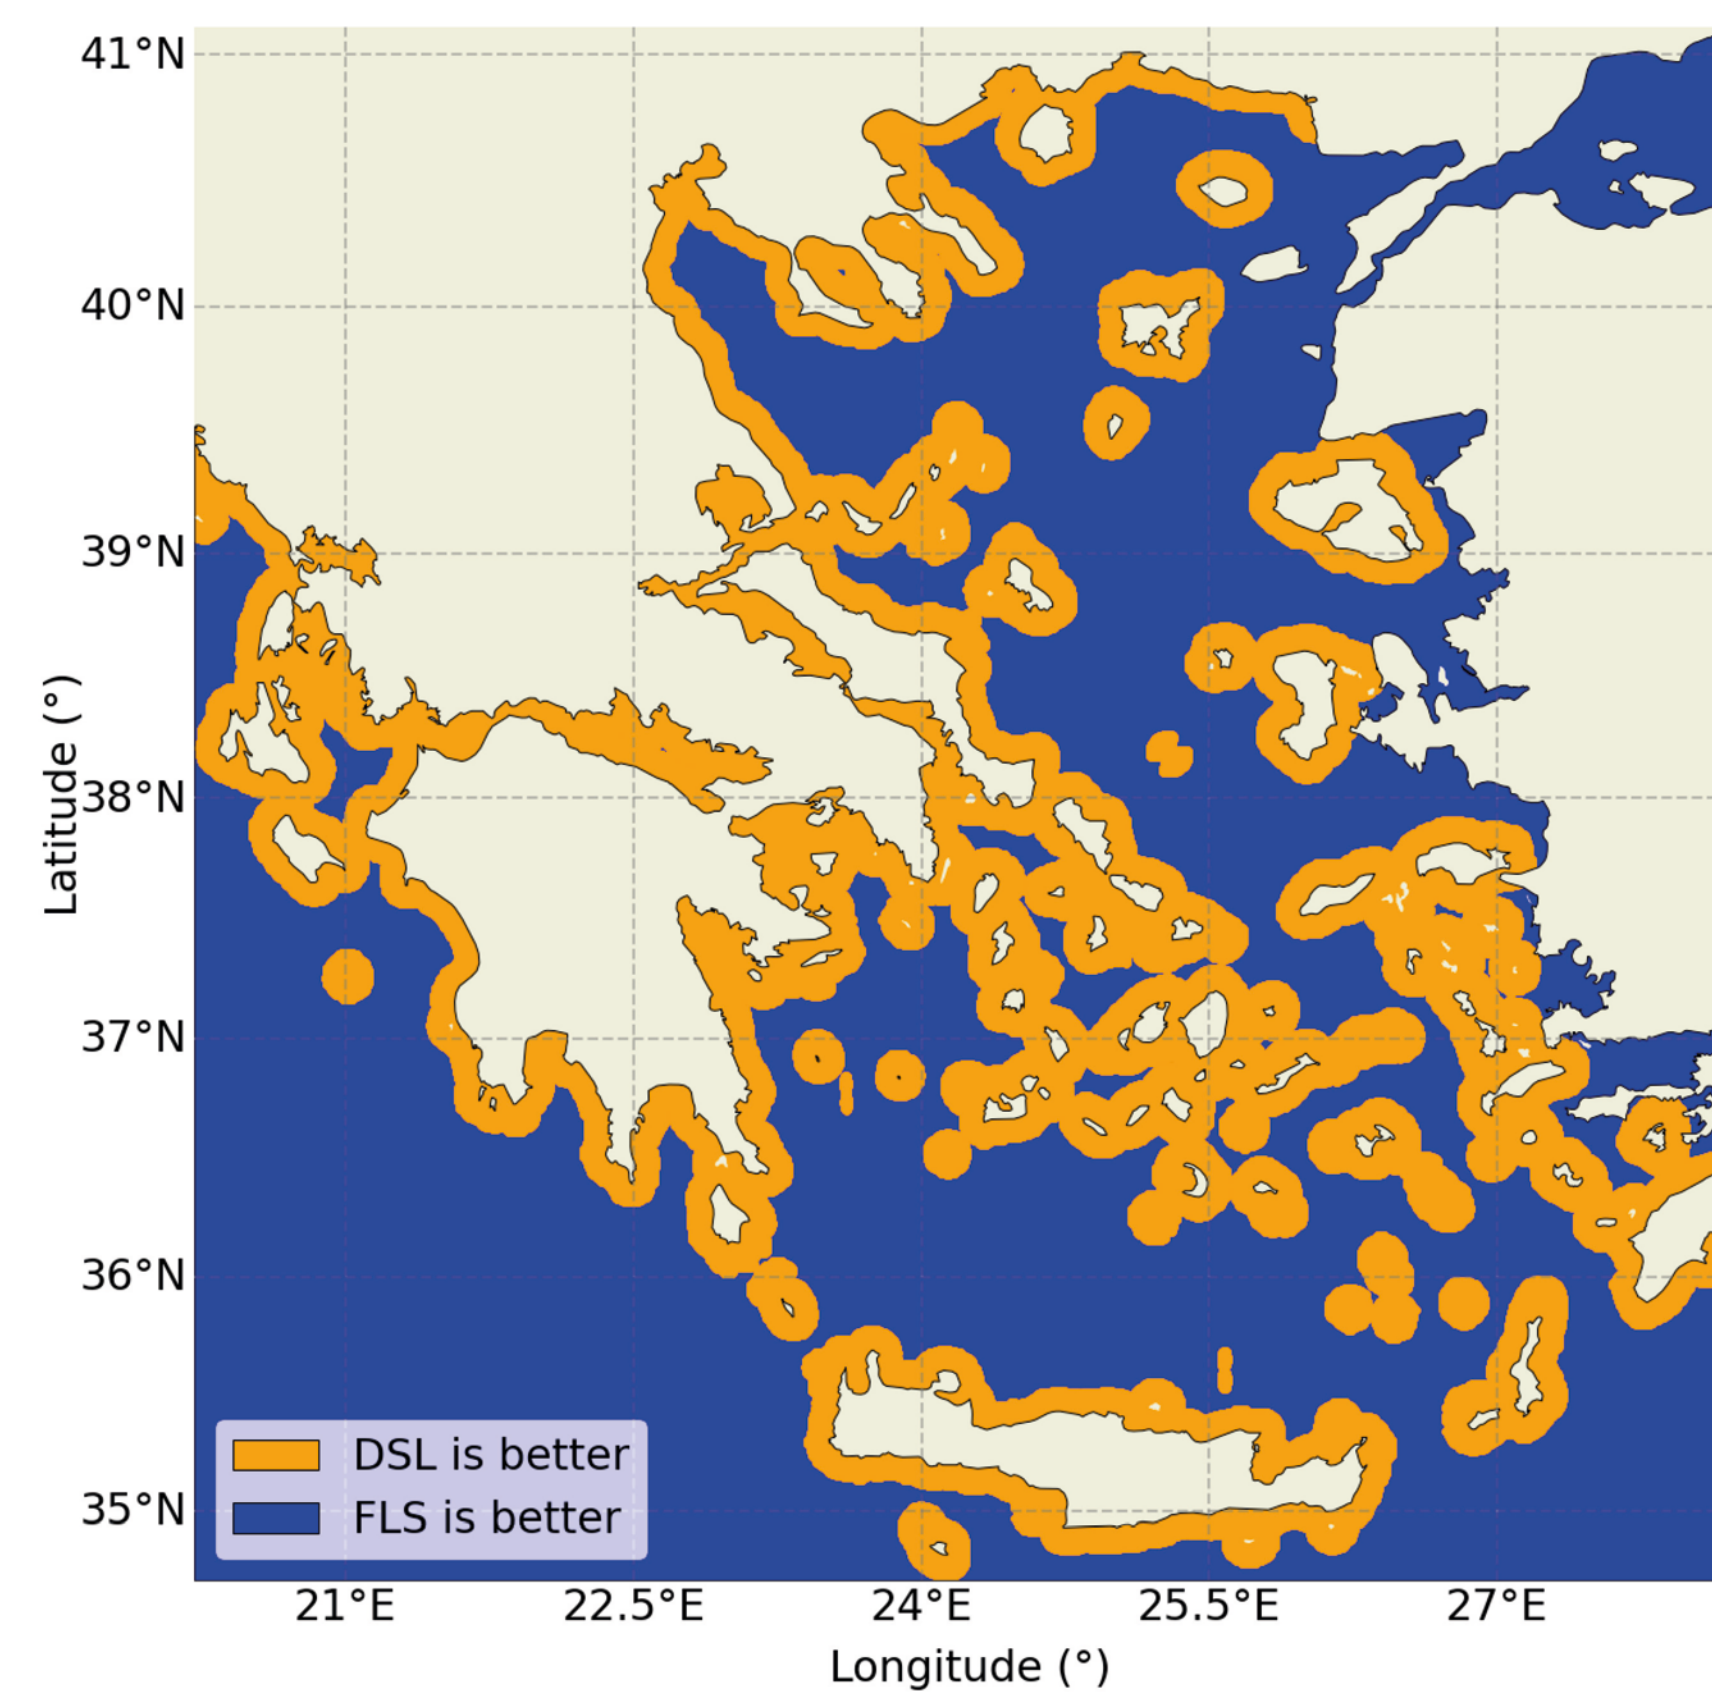 41°N
40°N
39°N
38°N
37°N
36°N
35°N
Latitude (°)
DSL is better
FLS is better
21°E
22.5°E
24°E
25.5°E
27°E
Longitude (°)